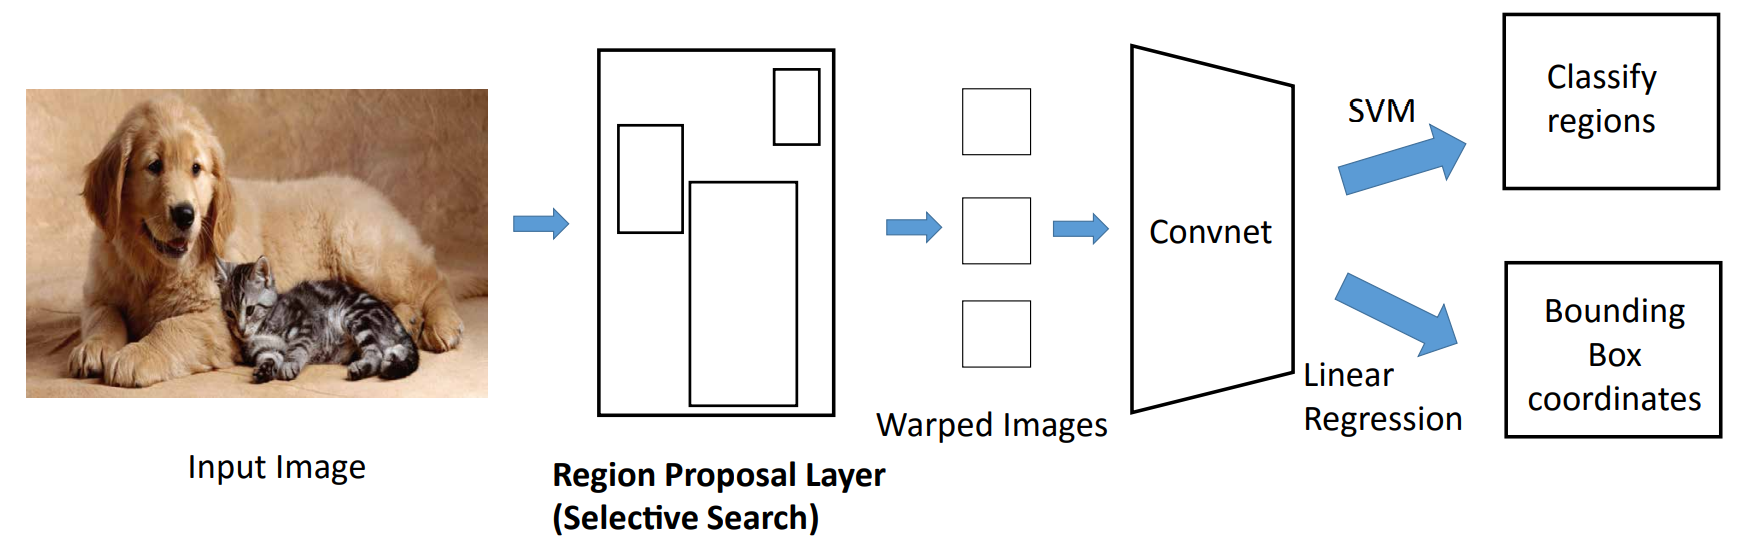 Input Image
Region Proposal Layer
(Selective Search)
Warped Images
Convnet
SVM
Linear
Regression
Classify
regions
Bounding
Box
coordinates